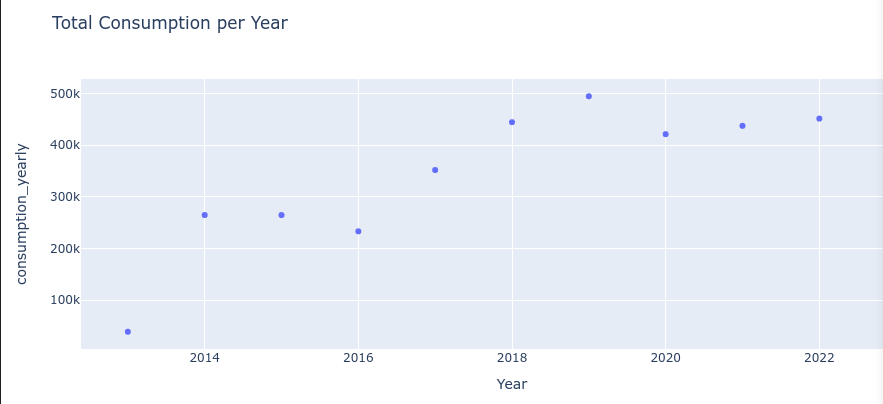 Total Consumption per Year
500k
400k
300k
200k
100k
consumption_yearly
2014 2016 2018 2020 2022
Year